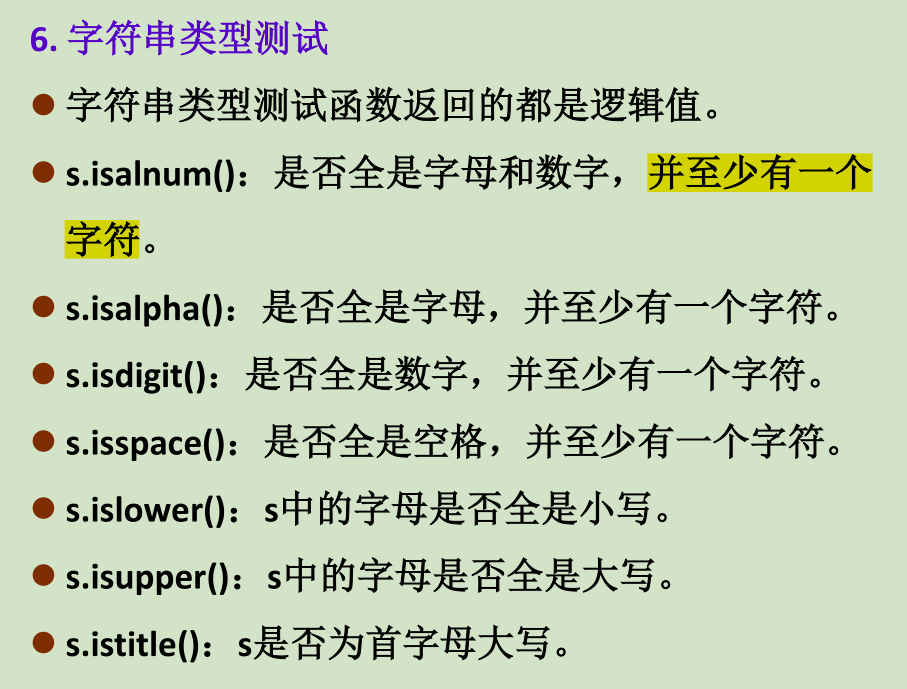 6. 字符串类型测试
● 字符串类型测试函数返回的都是逻辑值。
● s.isalnum()：是否全是字母和数字，并至少有一个
字符。
● s.isalpha()：是否全是字母，并至少有一个字符。
● s.isdigit()：是否全是数字，并至少有一个字符。
● s.isspace()：是否全是空格，并至少有一个字符。
● s.islower()：s中的字母是否全是小写。
● s.isupper()：s中的字母是否全是大写。
● s.istitle()：s是否为首字母大写。